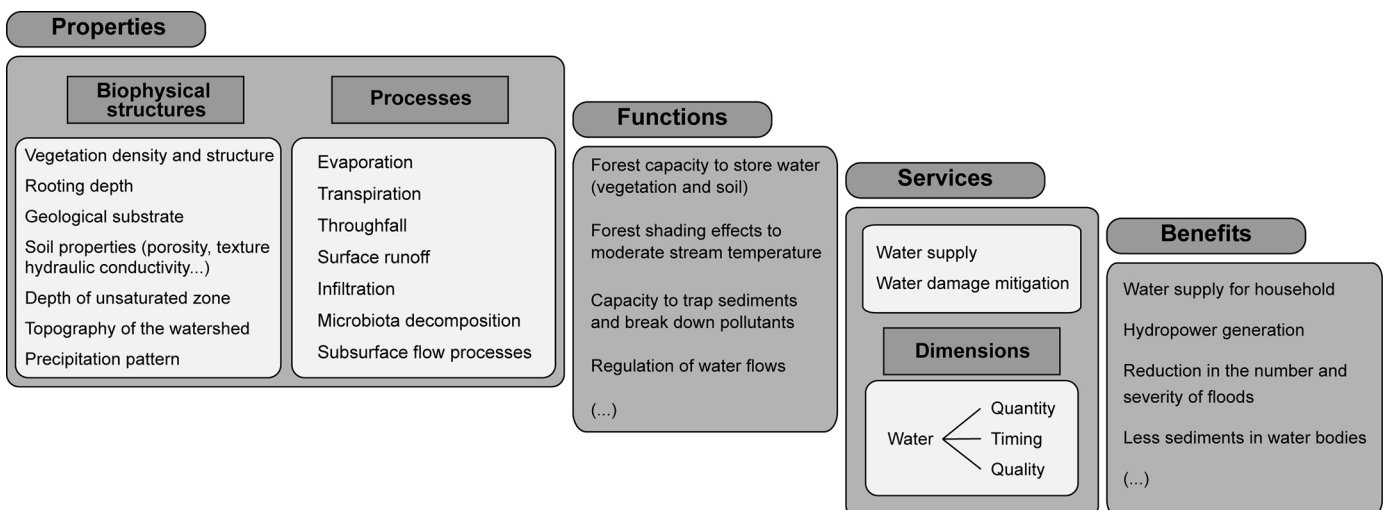 Properties
Biophysical
structures
Vegetation density and structure
Rooting depth
Geological substrate
Soil properties (porosity, texture
hydraulic conductivity...)
Depth of unsaturated zone
Topography of the watershed
Precipitation pattern
Processes
Evaporation
Transpiration
Throughfall
Surface runoff
Infiltration
Microbiota decomposition
Subsurface flow processes
Functions
Forest capacity to store water
(vegetation and soil)
Forest shading effects to
moderate stream temperature
Capacity to trap sediments
and break down pollutants
Regulation of water flows
(...)
Services
Water supply
Water damage mitigation
Dimensions
Water
Quantity
Timing
Quality
Benefits
Water supply for household
Hydropower generation
Reduction in the number and
severity of floods
Less sediments in water bodies
(...)